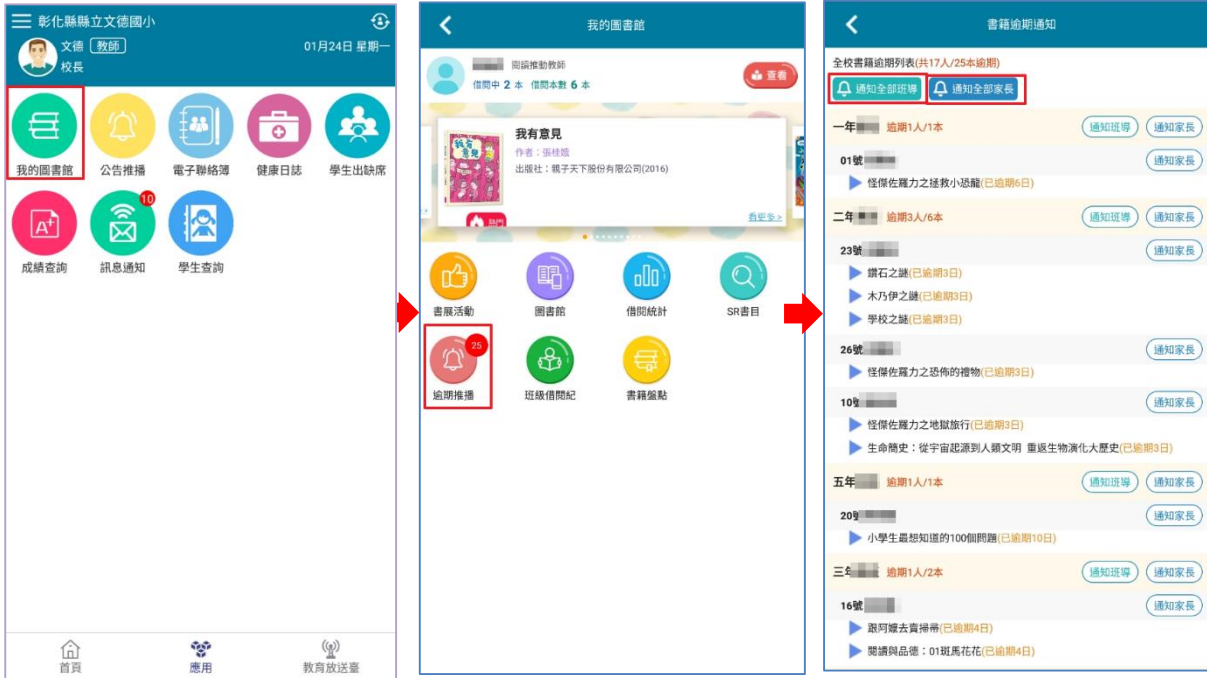 彰化縣縣立文德國小
文德 教師
01月24日 星期一
校長
我的圖書館
公告推播
電子聯絡簿
健康日誌
學生出缺席
A+
10
成績查詢
訊息通知
學生查詢
首頁
應用
教育放送臺
我的圖書館
閱讀推動教師
借閱中 2 本 借閱本數 6 本
查看
我有意見
作者：張桂娥
出版社：親子天下股份有限公司(2016)
熱門
看更多>
書展活動
圖書館
借閱統計
SR書目
25
逾期推播
班級借閱紀
書籍盤點
書籍逾期通知
全校書籍逾期列表(共17人/25本逾期)
通知全部班導
通知全部家長
一年 逾期1人/1本 通知班導 通知家長
01號 通知家長
怪傑佐羅力之拯救小恐龍(已逾期6日)
二年 逾期3人/6本 通知班導 通知家長
23號 通知家長
鑽石之謎(已逾期3日)
木乃伊之謎(已逾期3日)
學校之謎(已逾期3日)
26號 通知家長
怪傑佐羅力之恐佈的禮物(已逾期3日)
10號 通知家長
怪傑佐羅力之地獄旅行(已逾期3日)
生命簡史：從宇宙起源到人類文明 重返生物演化大歷史(已逾期3日)
五年 逾期1人/1本 通知班導 通知家長
20號 通知家長
小學生最想知道的100個問題(已逾期10日)
三年 逾期1人/2本 通知班導 通知家長
16號 通知家長
跟阿嬤去賣掃帚(已逾期4日)
閱讀與品德：01斑馬花花(已逾期4日)